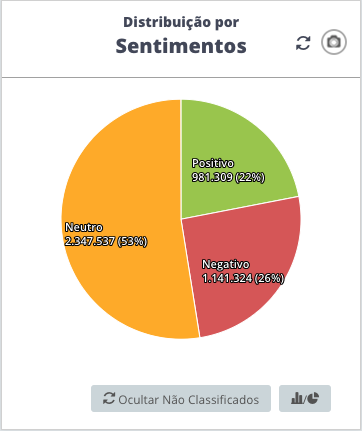 Distribuição por
Sentimentos
Positivo
981.309 (22%)
Neutro
2.347.537 (53%)
Negativo
1.141.324 (26%)
Ocultar Não Classificados
/